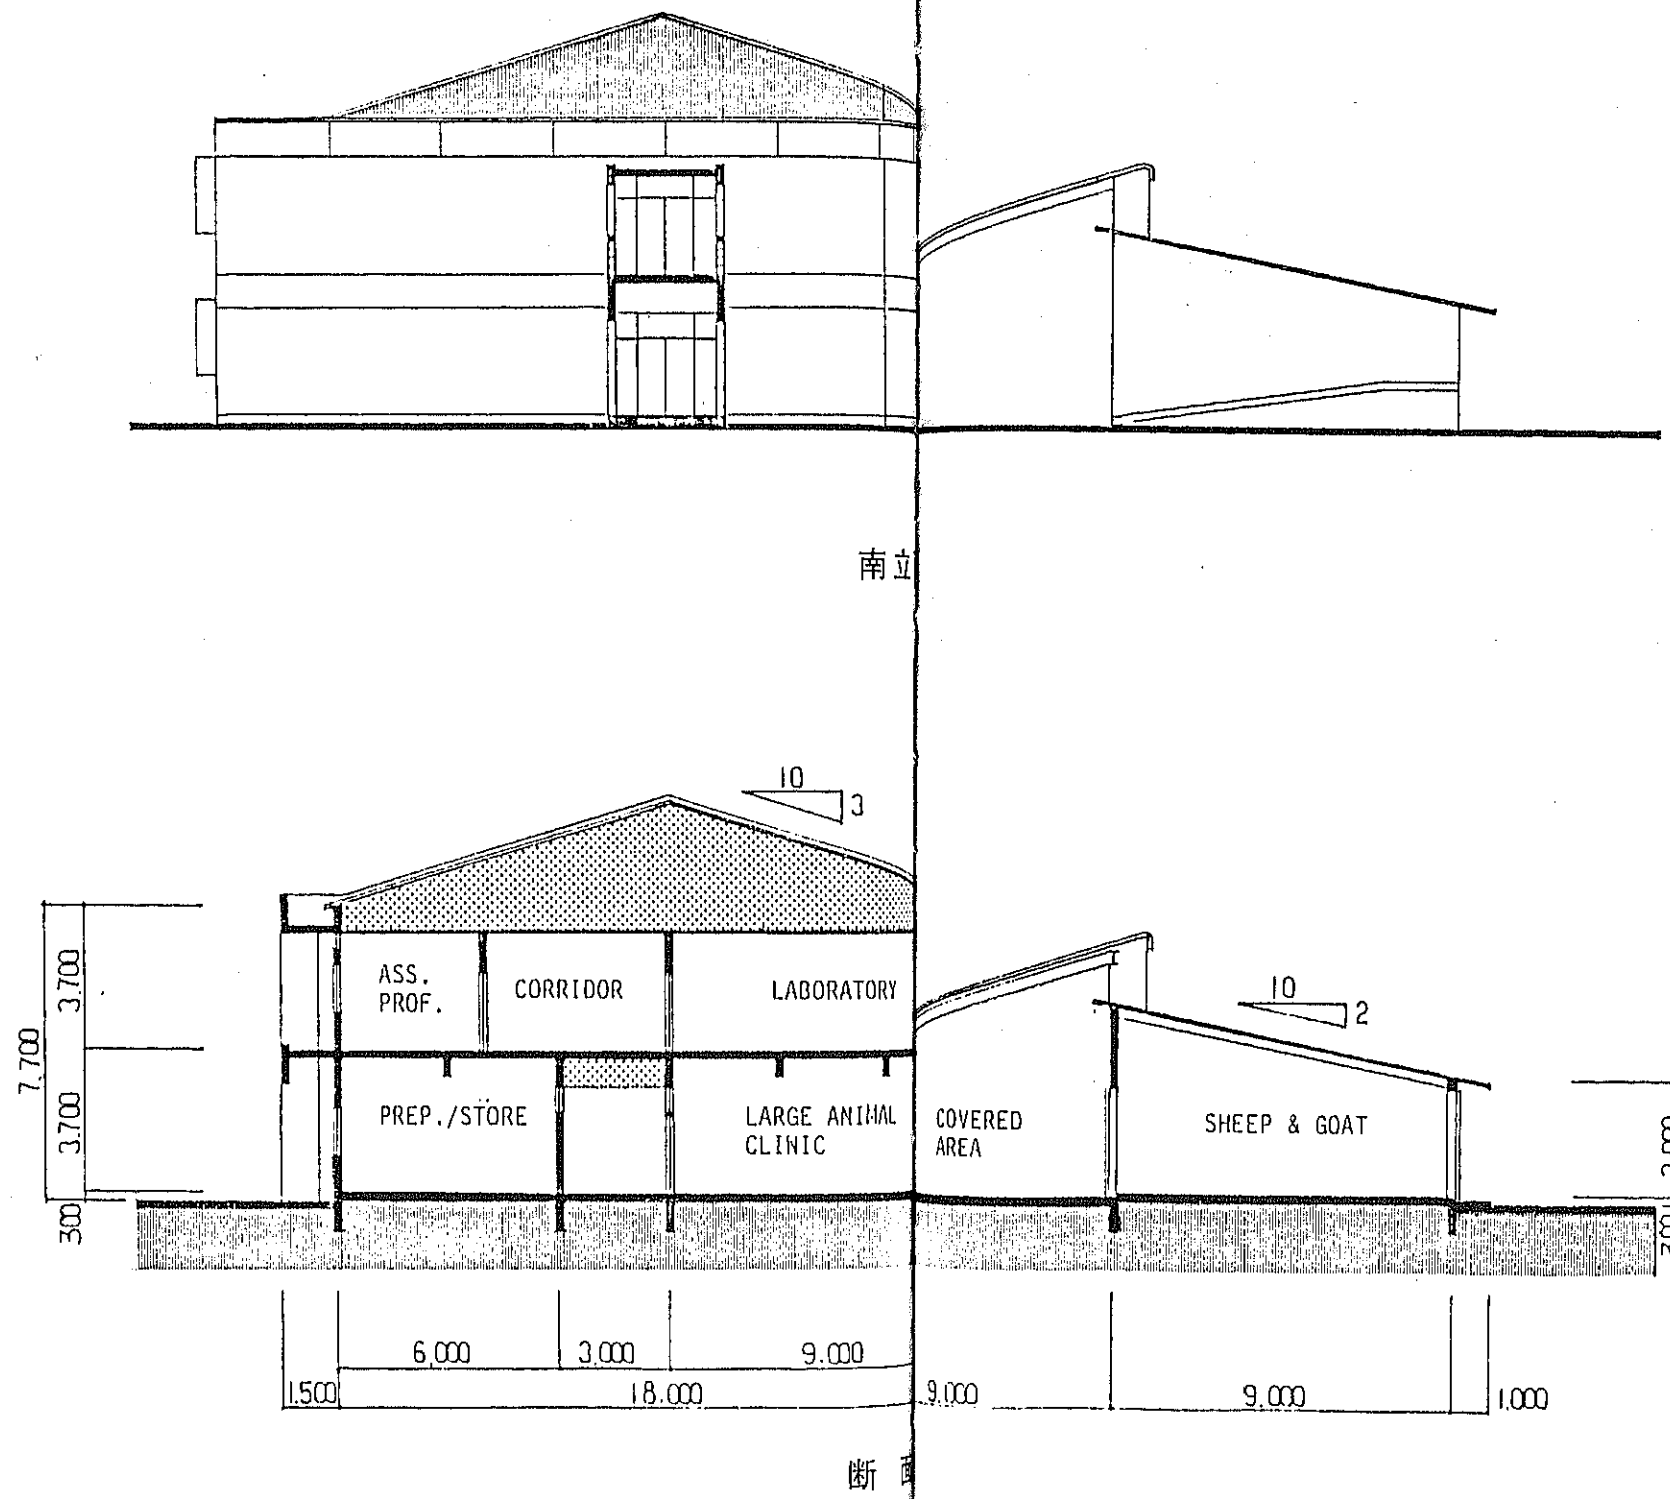 南立
10
3
ASS.
PROF.
CORRIDOR
LABORATORY
10
2
3.700
7.700
3.700
300
PREP./STORE
LARGE ANIMAL
CLINIC
COVERED
AREA
SHEEP & GOAT
6,000
3,000
9.000
1.500
18.000
9,000
9,000
1,000
断